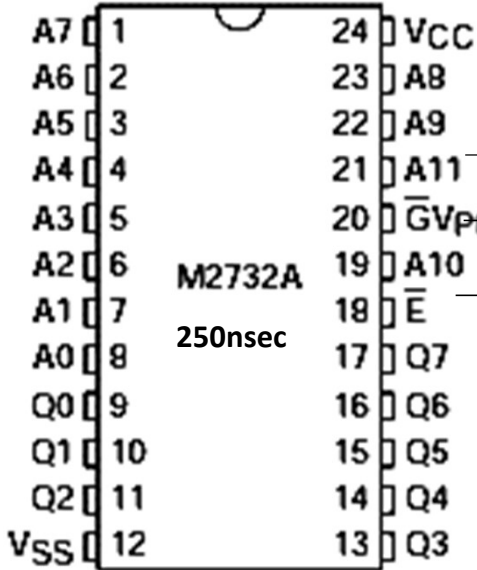 A7 1 24 VCC
A6 2 23 A8
A5 3 22 A9
A4 4 21 A11
A3 5 20 G̅VP
A2 6 19 A10
M2732A
A1 7 18 E̅
250nsec
A0 8 17 Q7
Q0 9 16 Q6
Q1 10 15 Q5
Q2 11 14 Q4
VSS 12 13 Q3